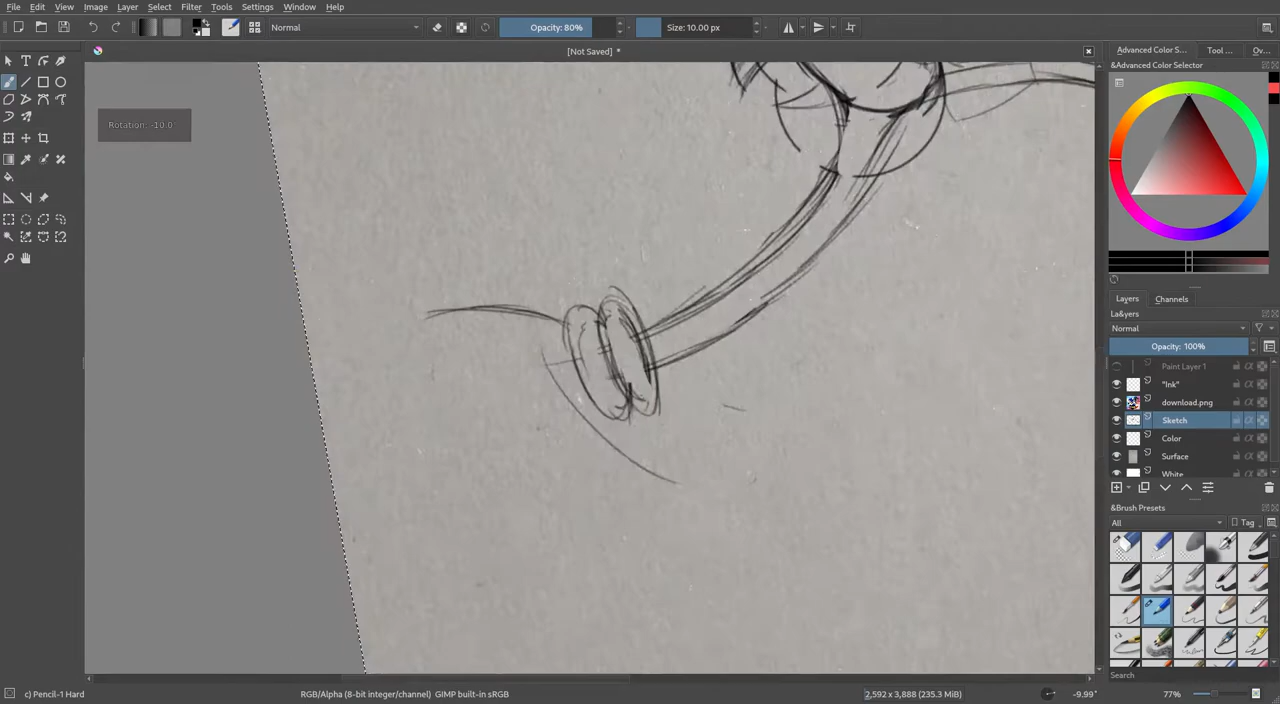 File Edit View Image Layer Select Filter Tools Settings Window Help
Normal Opacity: 80% Size: 10.00 px
[Not Saved] *
Advanced Color S... Tool ... Ov...
&Advanced Color Selector
Rotation: -10.0°
Layers Channels
La&yers
Normal
Opacity: 100%
Paint Layer 1
"Ink"
download.png
Sketch
Color
Surface
White
&Brush Presets
All Tag
Search
c) Pencil-1 Hard RGB/Alpha (8-bit integer/channel) GIMP built-in sRGB 2,592 x 3,888 (235.3 MiB) -9.99° 77%